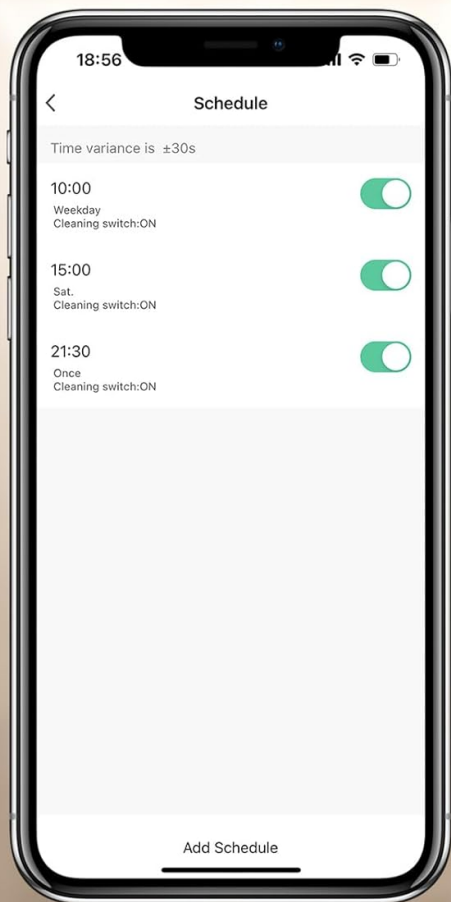 18:56
Schedule
Time variance is ±30s
10:00
Weekday
Cleaning switch:ON
15:00
Sat.
Cleaning switch:ON
21:30
Once
Cleaning switch:ON
Add Schedule